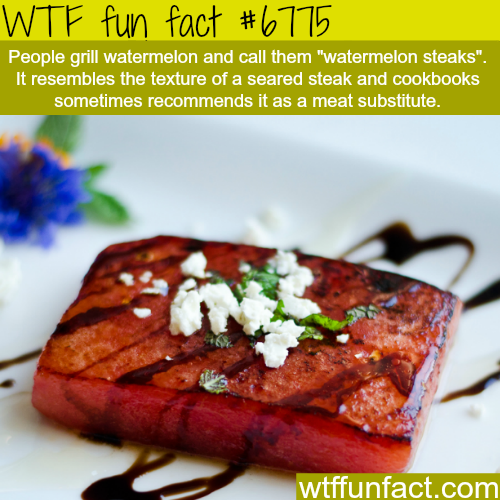 WTF fun fact #6775
People grill watermelon and call them "watermelon steaks".
It resembles the texture of a seared steak and cookbooks
sometimes recommends it as a meat substitute.
wtffunfact.com